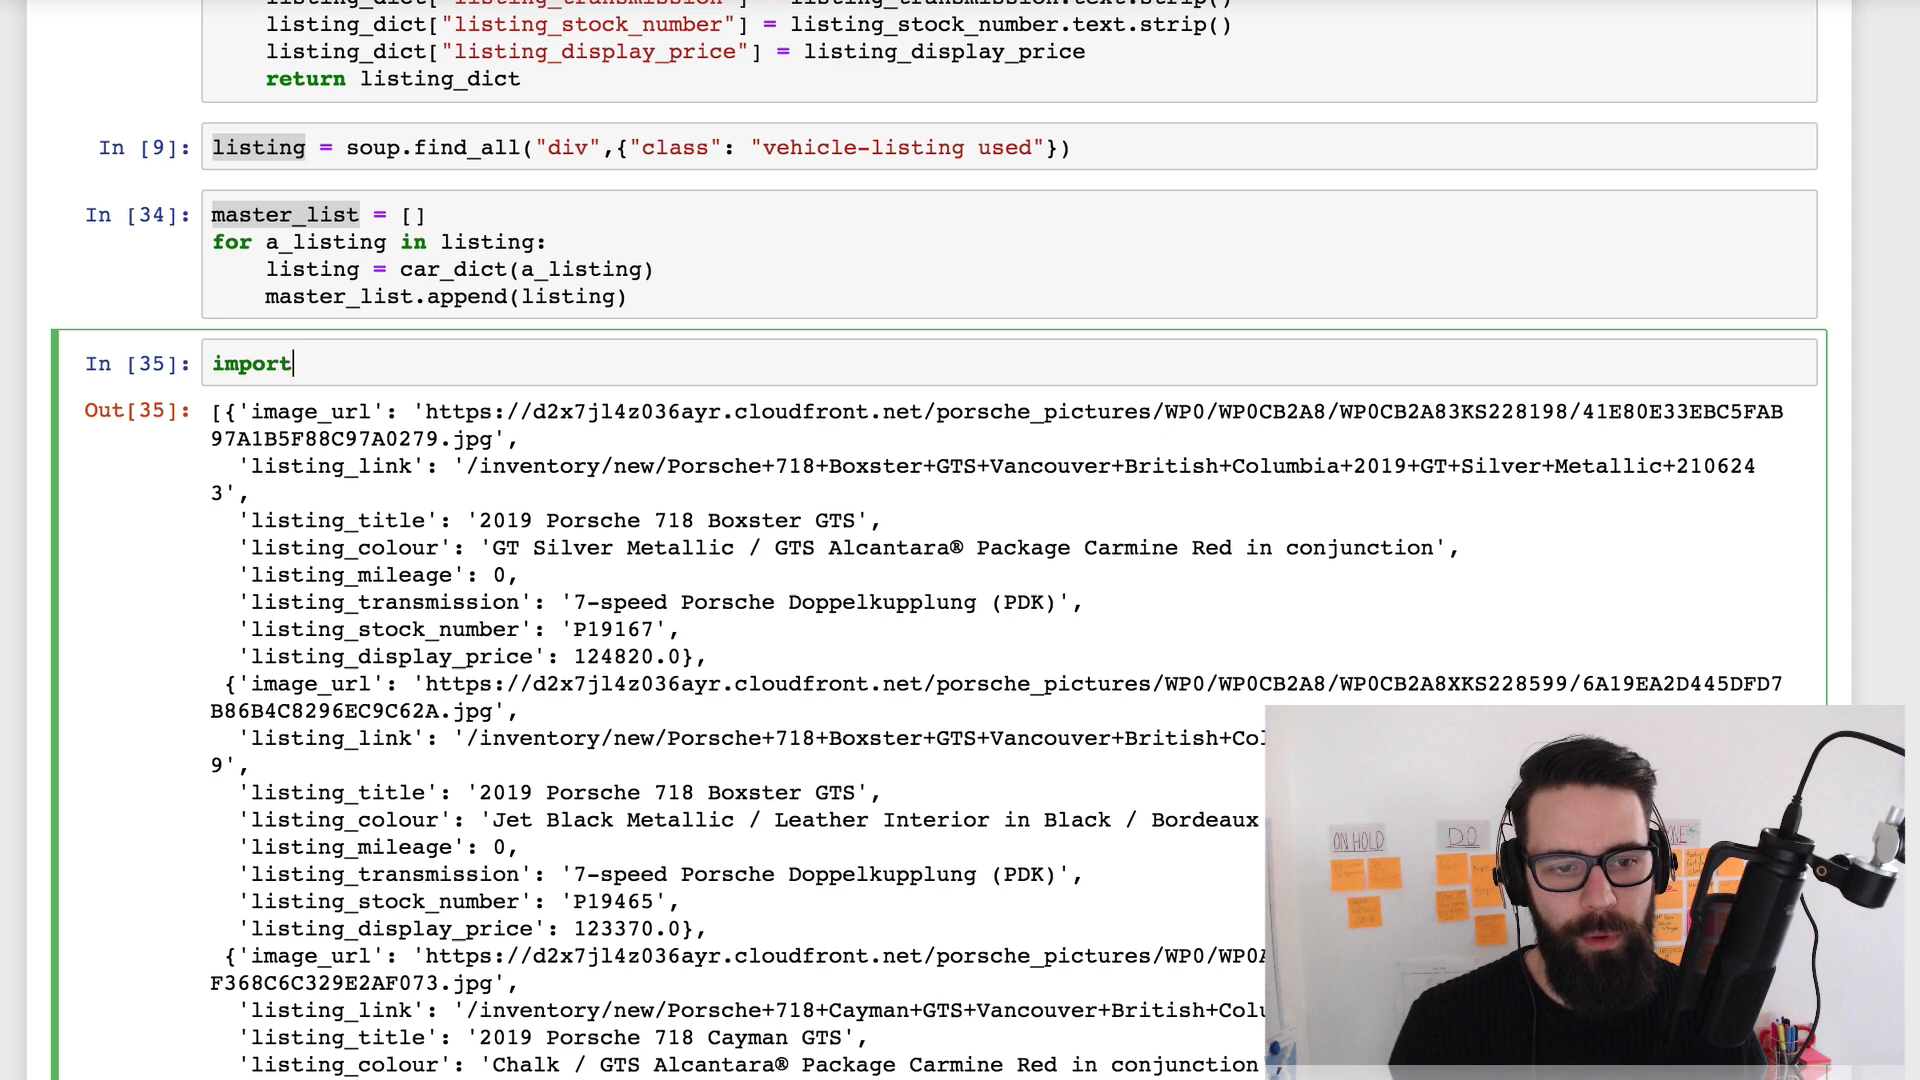 listing_dict["listing_transmission"] = listing_transmission.text.strip()
listing_dict["listing_stock_number"] = listing_stock_number.text.strip()
listing_dict["listing_display_price"] = listing_display_price
return listing_dict
In [9]: listing = soup.find_all("div",{"class": "vehicle-listing used"})
In [34]: master_list = []
for a_listing in listing:
listing = car_dict(a_listing)
master_list.append(listing)
In [35]: import
Out[35]: [{'image_url': 'https://d2x7jl4z036ayr.cloudfront.net/porsche_pictures/WP0/WP0CB2A8/WP0CB2A83KS228198/41E80E33EBC5FAB
97A1B5F88C97A0279.jpg',
'listing_link': '/inventory/new/Porsche+718+Boxster+GTS+Vancouver+British+Columbia+2019+GT+Silver+Metallic+210624
3',
'listing_title': '2019 Porsche 718 Boxster GTS',
'listing_colour': 'GT Silver Metallic / GTS Alcantara® Package Carmine Red in conjunction',
'listing_mileage': 0,
'listing_transmission': '7-speed Porsche Doppelkupplung (PDK)',
'listing_stock_number': 'P19167',
'listing_display_price': 124820.0},
{'image_url': 'https://d2x7jl4z036ayr.cloudfront.net/porsche_pictures/WP0/WP0CB2A8/WP0CB2A8XKS228599/6A19EA2D445DFD7
B86B4C8296EC9C62A.jpg',
'listing_link': '/inventory/new/Porsche+718+Boxster+GTS+Vancouver+British+Col
9',
'listing_title': '2019 Porsche 718 Boxster GTS',
'listing_colour': 'Jet Black Metallic / Leather Interior in Black / Bordeaux
'listing_mileage': 0,
'listing_transmission': '7-speed Porsche Doppelkupplung (PDK)',
'listing_stock_number': 'P19465',
'listing_display_price': 123370.0},
{'image_url': 'https://d2x7jl4z036ayr.cloudfront.net/porsche_pictures/WP0/WP0A
F368C6C329E2AF073.jpg',
'listing_link': '/inventory/new/Porsche+718+Cayman+GTS+Vancouver+British+Colu
'listing_title': '2019 Porsche 718 Cayman GTS',
'listing_colour': 'Chalk / GTS Alcantara® Package Carmine Red in conjunction
ON HOLD
DO